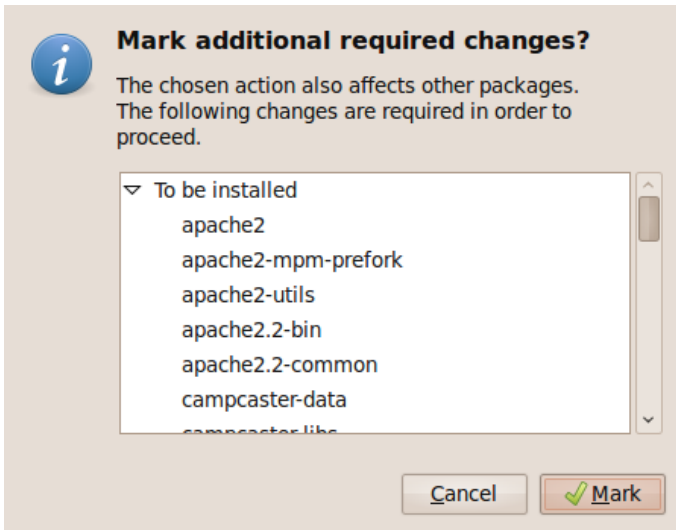 Mark additional required changes?
The chosen action also affects other packages.
The following changes are required in order to
proceed.
To be installed
apache2
apache2-mpm-prefork
apache2-utils
apache2.2-bin
apache2.2-common
campcaster-data
campcaster-libs
Cancel
Mark